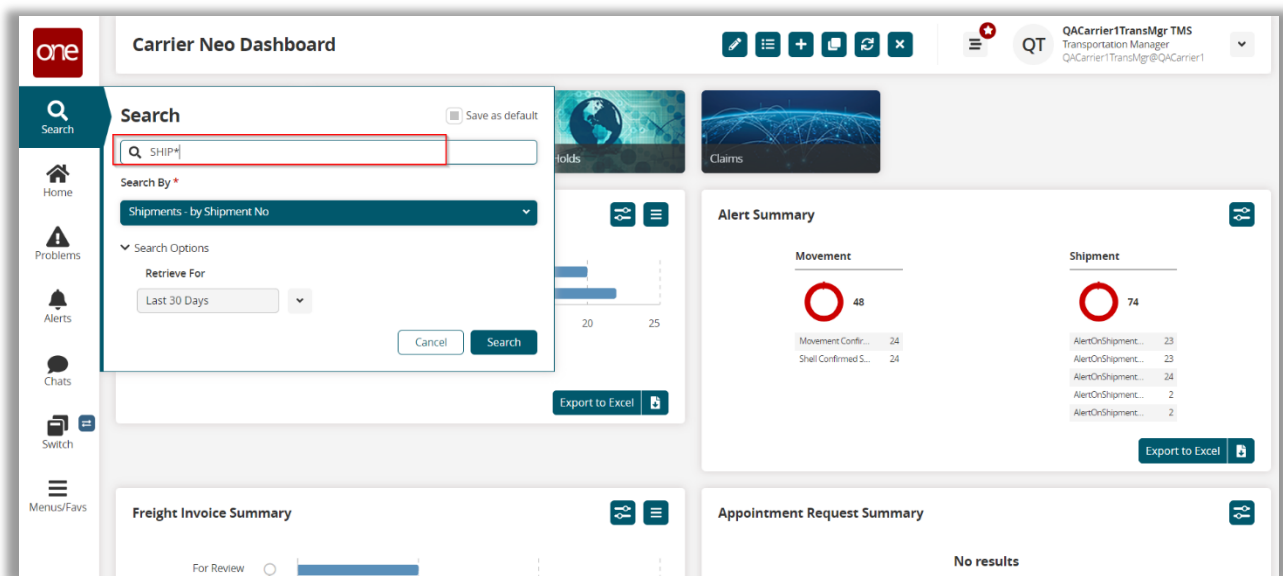 one
Carrier Neo Dashboard
QT
QACarrier1TransMgr TMS
Transportation Manager
QACarrier1TransMgr@QACarrier1
Search
Home
Problems
Alerts
Chats
Switch
Menus/Favs
Search
Save as default
SHIP*
Search By *
Shipments - by Shipment No
Search Options
Retrieve For
Last 30 Days
Cancel
Search
Holds
Claims
20 25
Export to Excel
Alert Summary
Movement
48
Movement Confir... 24
Shell Confirmed S... 24
Shipment
74
AlertOnShipment... 23
AlertOnShipment... 23
AlertOnShipment... 24
AlertOnShipment... 2
AlertOnShipment... 2
Export to Excel
Freight Invoice Summary
For Review
Appointment Request Summary
No results